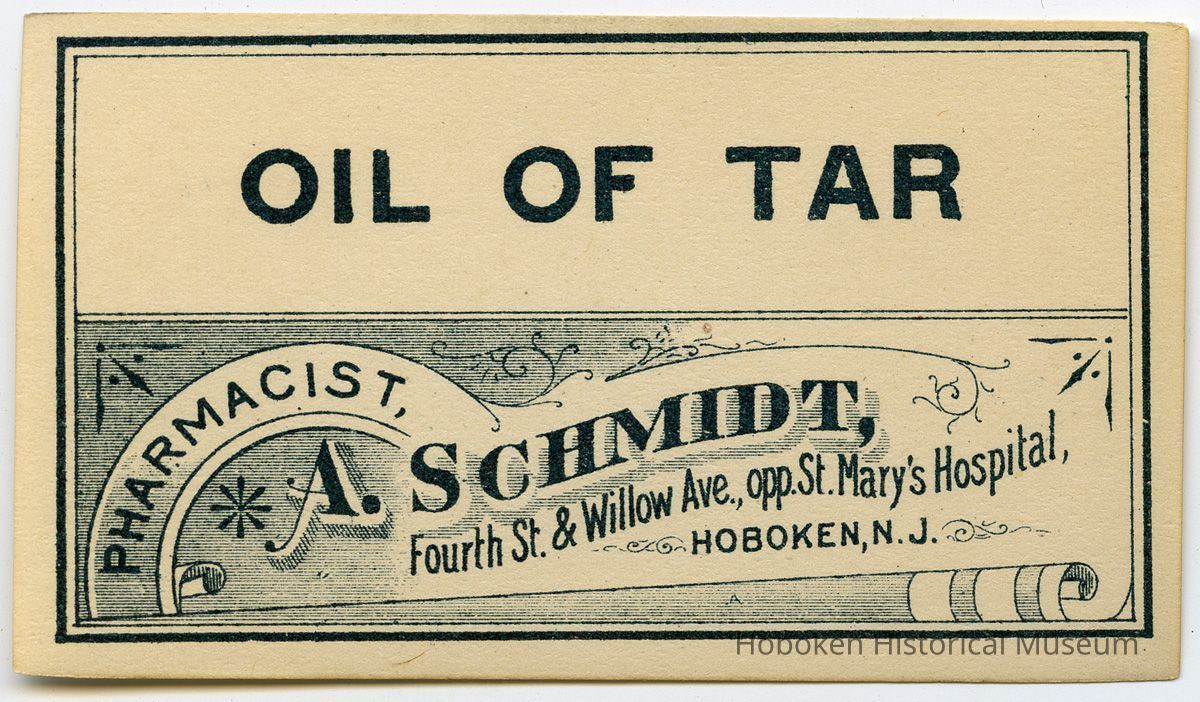 OIL OF TAR
PHARMACIST,
A. SCHMIDT,
Fourth St. & Willow Ave., opp. St. Mary's Hospital,
HOBOKEN, N. J.
Hoboken Historical Museum